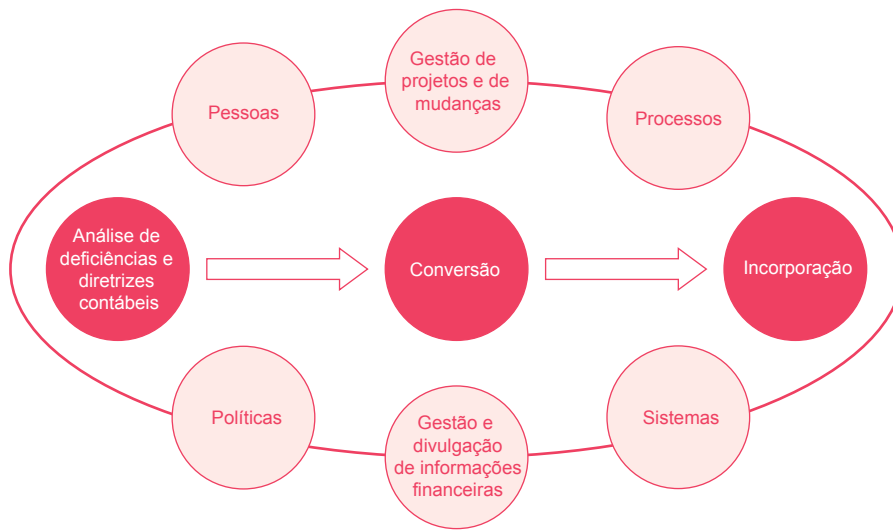 Gestão de
projetos e de
mudanças
Pessoas
Processos
Análise de
deficiências e
diretrizes
contábeis
Conversão
Incorporação
Políticas
Gestão e
divulgação
de informações
financeiras
Sistemas